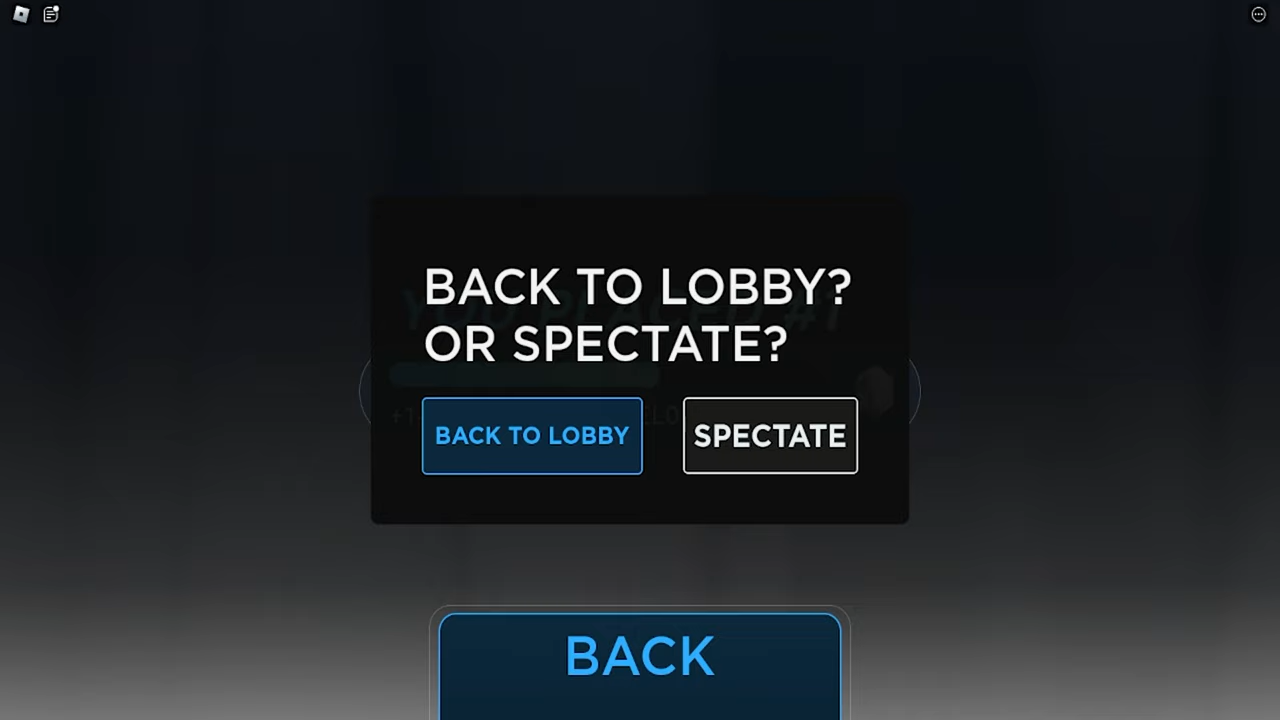 BACK TO LOBBY?
OR SPECTATE?
BACK TO LOBBY
SPECTATE
BACK